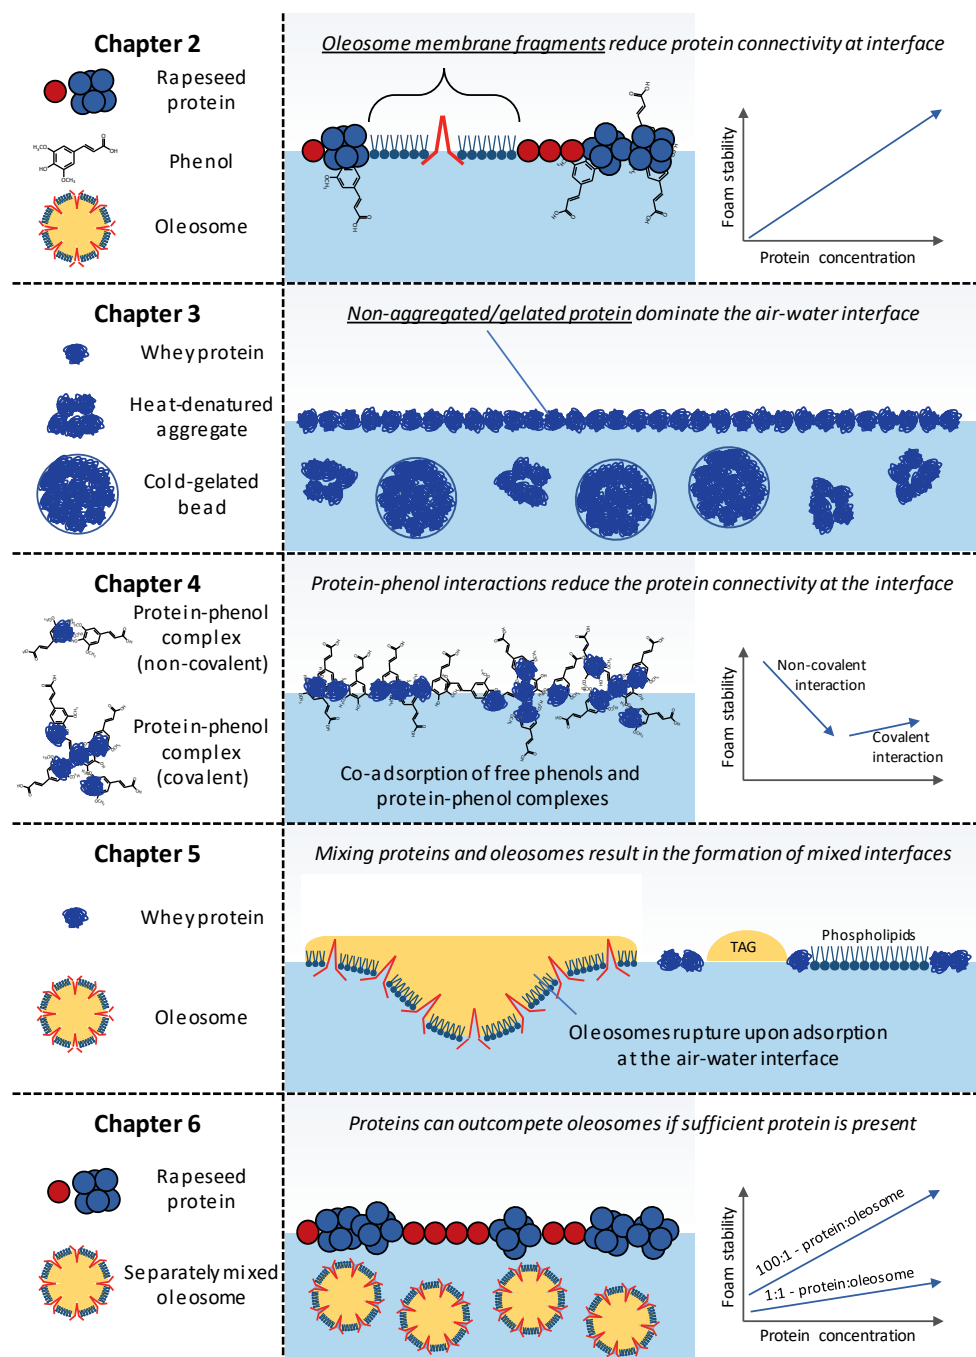 Chapter 2
Rapeseed
protein
Phenol
Oleosome
Oleosome membrane fragments reduce protein connectivity at interface
Foam stability
Protein concentration
Chapter 3
Whey protein
Heat-denatured
aggregate
Cold-gelated
bead
Non-aggregated/gelated protein dominate the air-water interface
Chapter 4
Protein-phenol
complex
(non-covalent)
Protein-phenol
complex
(covalent)
Protein-phenol interactions reduce the protein connectivity at the interface
Co-adsorption of free phenols and
protein-phenol complexes
Foam stability
Non-covalent
interaction
Covalent
interaction
Chapter 5
Whey protein
Oleosome
Mixing proteins and oleosomes result in the formation of mixed interfaces
TAG
Phospholipids
Oleosomes rupture upon adsorption
at the air-water interface
Chapter 6
Rapeseed
protein
Separately mixed
oleosome
Proteins can outcompete oleosomes if sufficient protein is present
Foam stability
100:1 - protein:oleosome
1:1 - protein:oleosome
Protein concentration